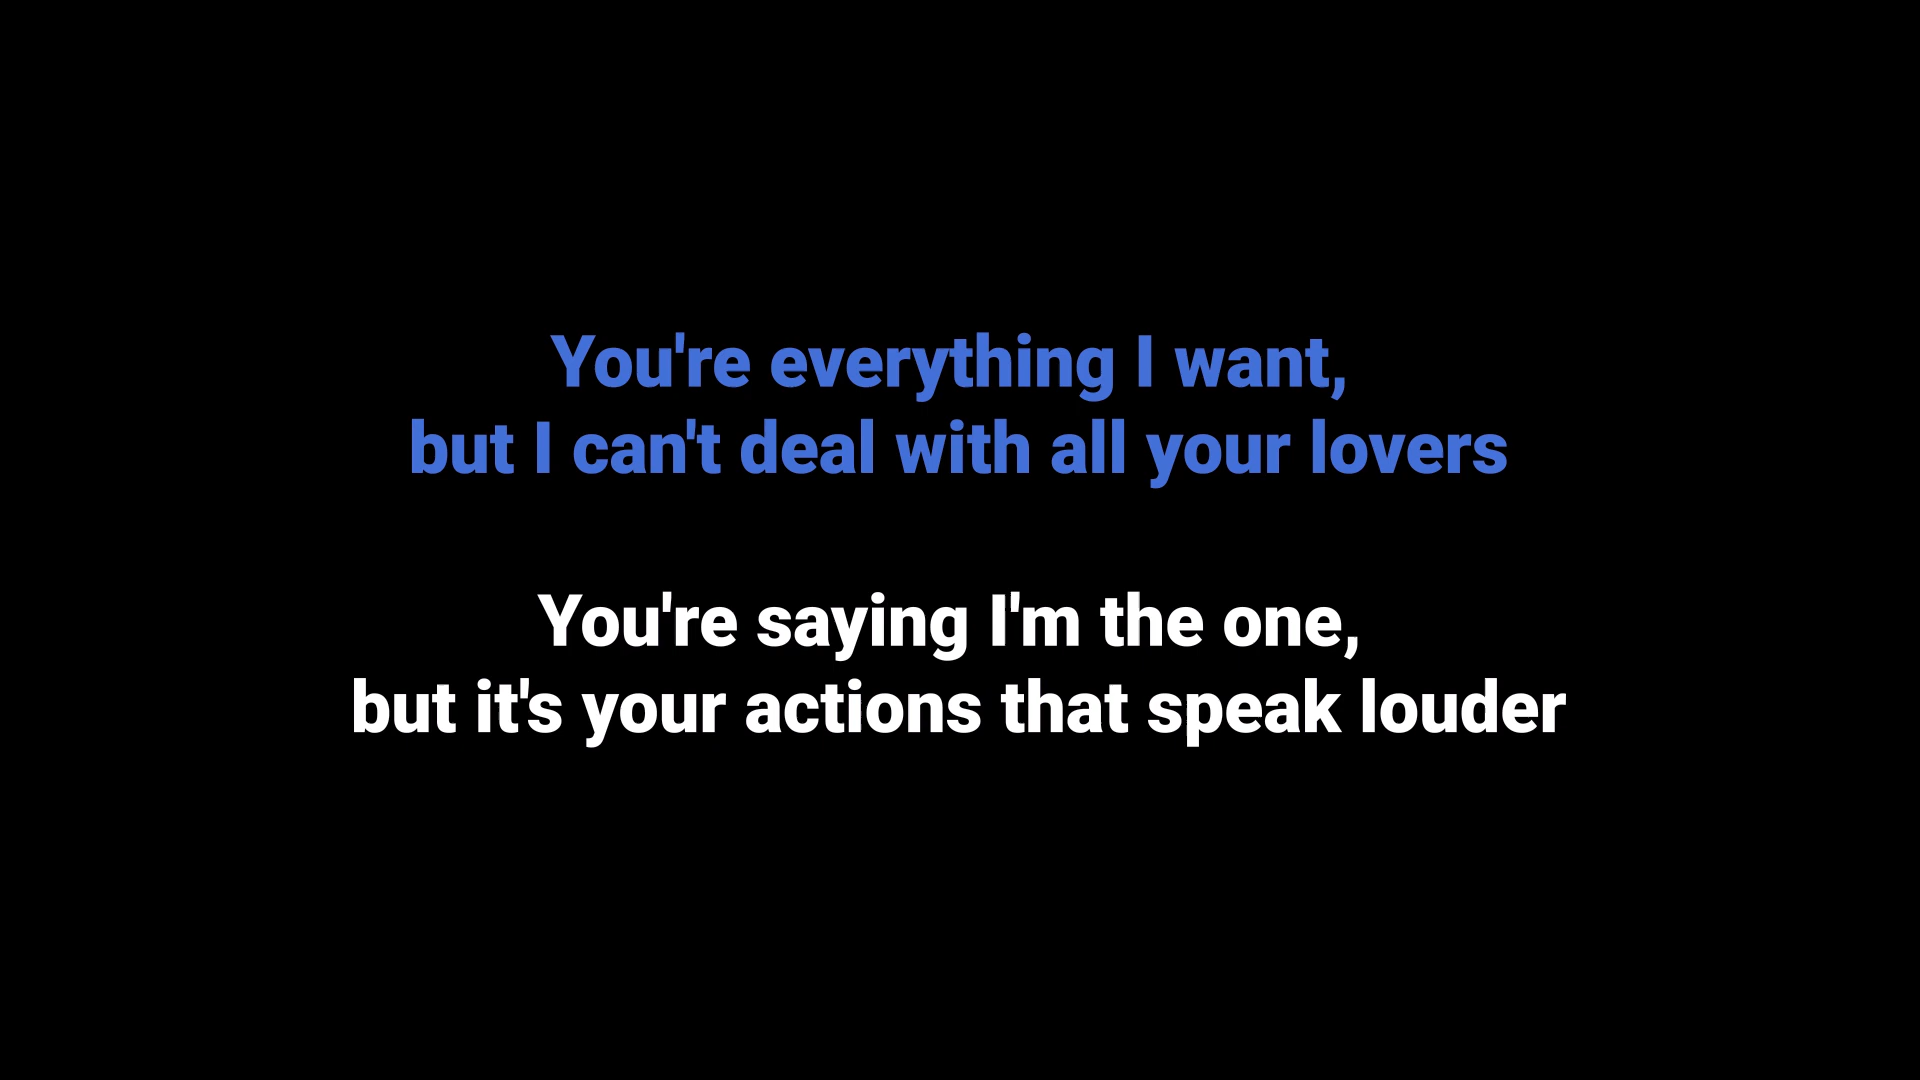 You're everything I want,
but I can't deal with all your lovers
You're saying I'm the one,
but it's your actions that speak louder